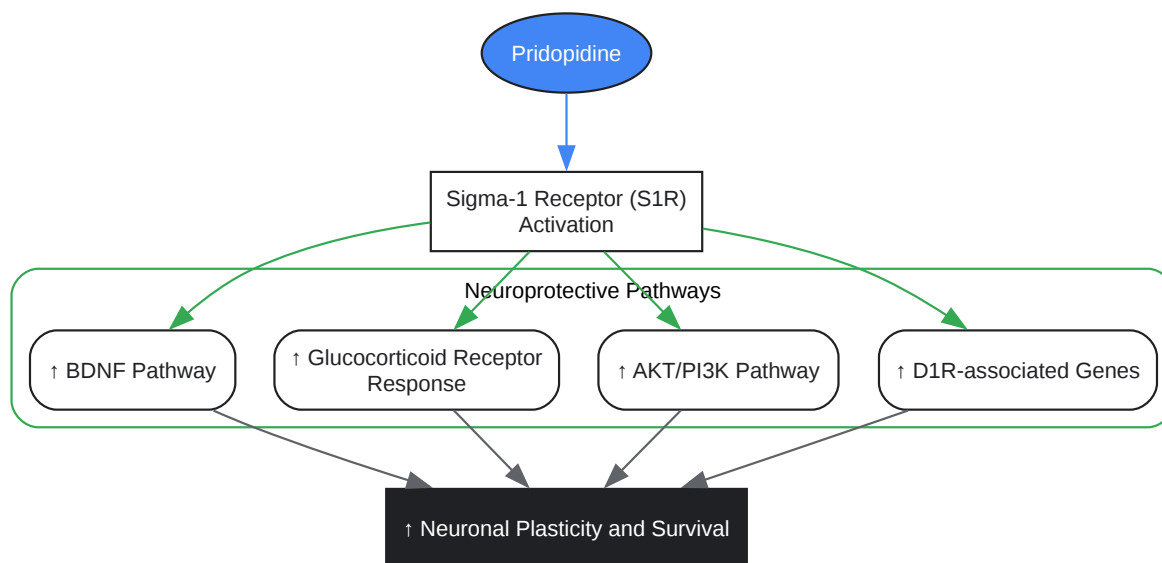 Pridopidine
Sigma-1 Receptor (S1R)
Activation
Neuroprotective Pathways
↑ BDNF Pathway
↑ Glucocorticoid Receptor
Response
↑ AKT/PI3K Pathway
↑ D1R-associated Genes
↑ Neuronal Plasticity and Survival